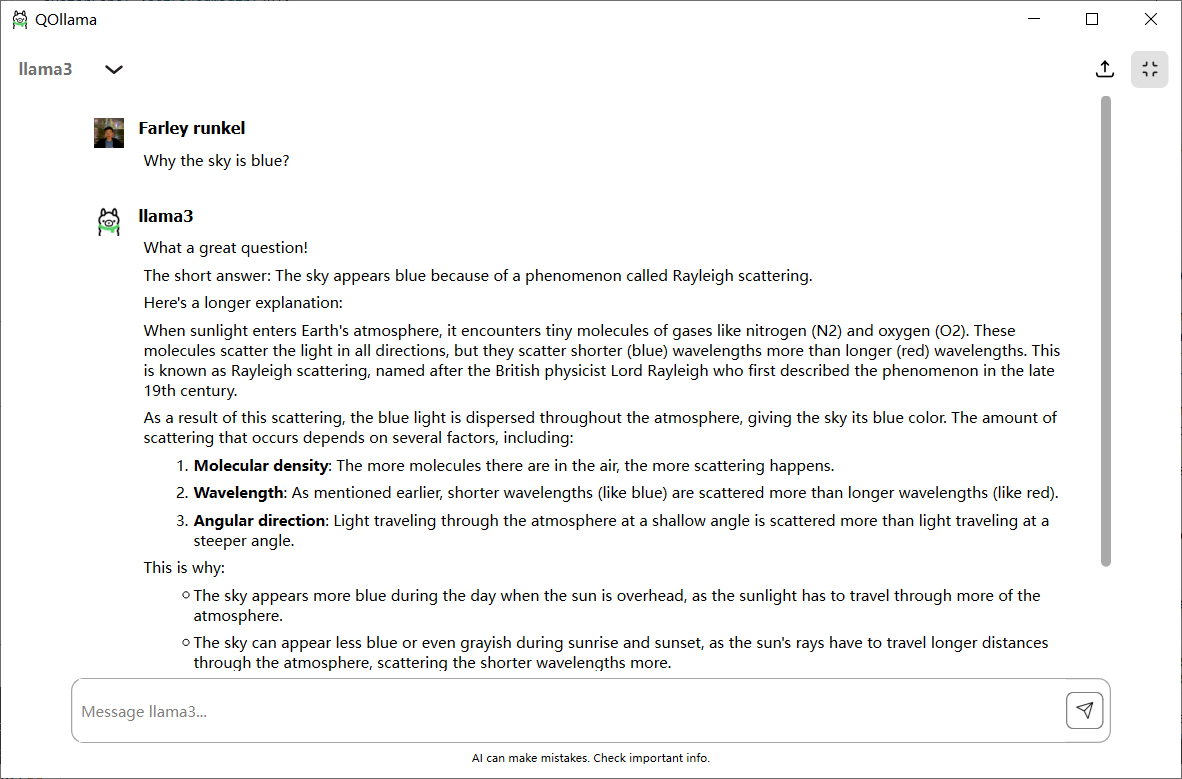 QOllama
llama3
Farley runkel
Why the sky is blue?
llama3
What a great question!
The short answer: The sky appears blue because of a phenomenon called Rayleigh scattering.
Here's a longer explanation:
When sunlight enters Earth's atmosphere, it encounters tiny molecules of gases like nitrogen (N2) and oxygen (O2). These
molecules scatter the light in all directions, but they scatter shorter (blue) wavelengths more than longer (red) wavelengths. This
is known as Rayleigh scattering, named after the British physicist Lord Rayleigh who first described the phenomenon in the late
19th century.
As a result of this scattering, the blue light is dispersed throughout the atmosphere, giving the sky its blue color. The amount of
scattering that occurs depends on several factors, including:
1. Molecular density: The more molecules there are in the air, the more scattering happens.
2. Wavelength: As mentioned earlier, shorter wavelengths (like blue) are scattered more than longer wavelengths (like red).
3. Angular direction: Light traveling through the atmosphere at a shallow angle is scattered more than light traveling at a
steeper angle.
This is why:
○ The sky appears more blue during the day when the sun is overhead, as the sunlight has to travel through more of the
atmosphere.
○ The sky can appear less blue or even grayish during sunrise and sunset, as the sun's rays have to travel longer distances
through the atmosphere, scattering the shorter wavelengths more.
Message llama3...
AI can make mistakes. Check important info.